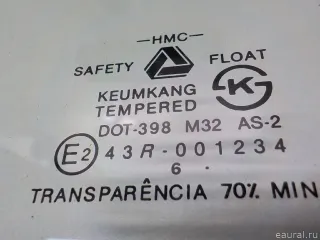 HMC
SAFETY FLOAT
KEUMKANG
TEMPERED
K
DOT-398 M32 AS-2
E2 43R-001234
6 .
TRANSPARÊNCIA 70% MIN
eaural.ru